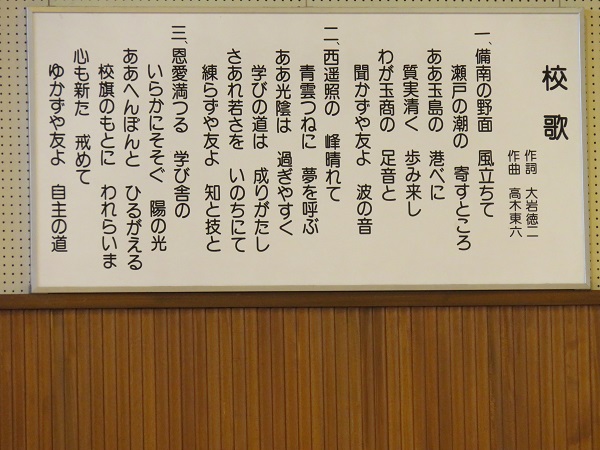 校歌
作詞 大岩徳二
作曲 高木東六
一、備南の野面 風立ちて
瀬戸の潮の 寄すところ
ああ玉島の 港べに
質実清く 歩み来し
わが玉商の 足音と
聞かずや友よ 波の音
二、西遥照の 峰晴れて
青雲つねに 夢を呼ぶ
ああ光陰は 過ぎやすく
学びの道は 成りがたし
さあれ若さを いのちにて
練らずや友よ 知と技と
三、恩愛満つる 学び舎の
いらかにそそぐ 陽の光
ああへんぽんと ひるがえる
校旗のもとに われらいま
心も新た 戒めて
ゆかずや友よ 自主の道